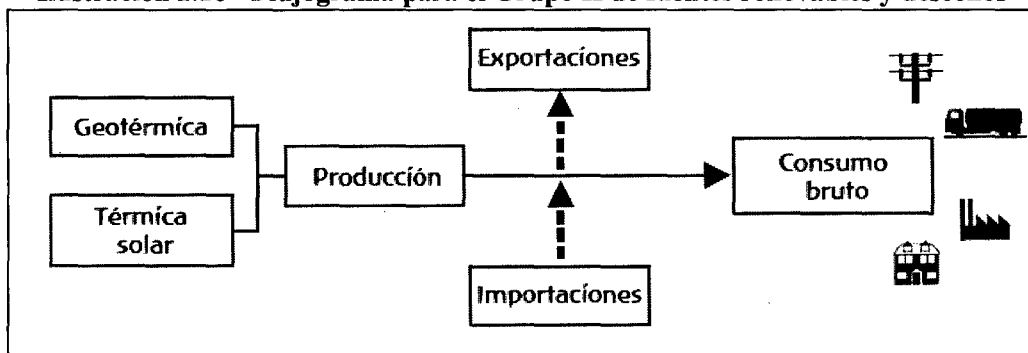 Exportaciones
Geotérmica
Producción
Consumo
bruto
Térmica
solar
Importaciones